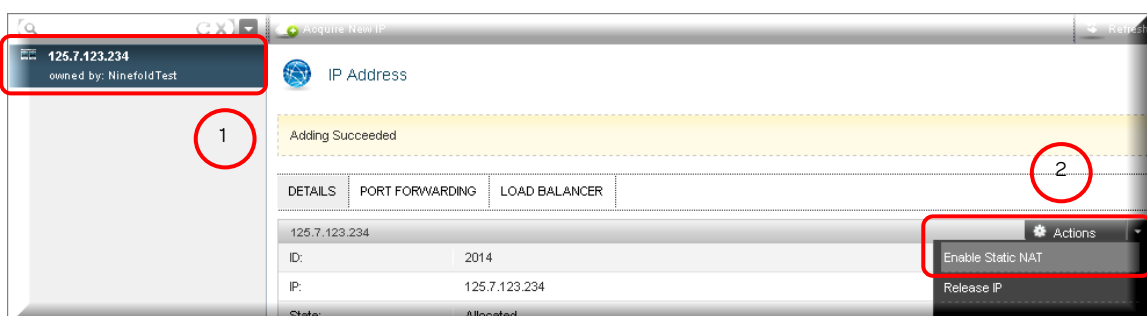 Acquire New IP
Refresh
125.7.123.234
owned by: NinefoldTest
IP Address
1
Adding Succeeded
2
DETAILS
PORT FORWARDING
LOAD BALANCER
125.7.123.234
Actions
ID: 2014
Enable Static NAT
IP: 125.7.123.234
Release IP
State: Allocated